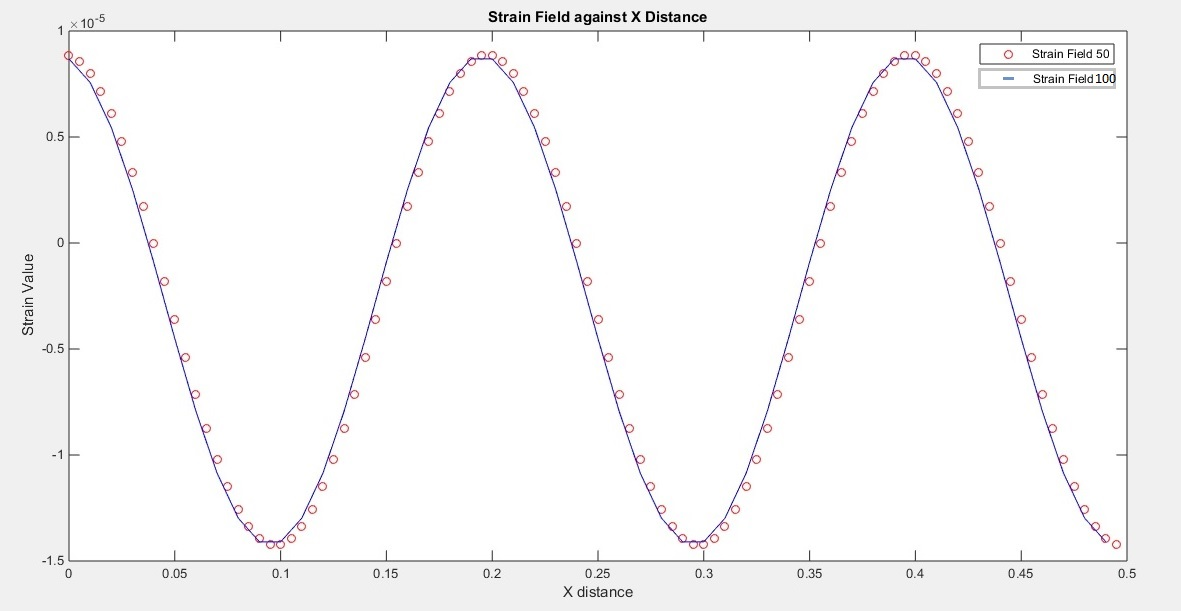 Strain Field against X Distance
1 ×10-5
Strain Field 50
Strain Field 100
0.5
0
-0.5
-1
-1.5
Strain Value
0 0.05 0.1 0.15 0.2 0.25 0.3 0.35 0.4 0.45 0.5
X distance